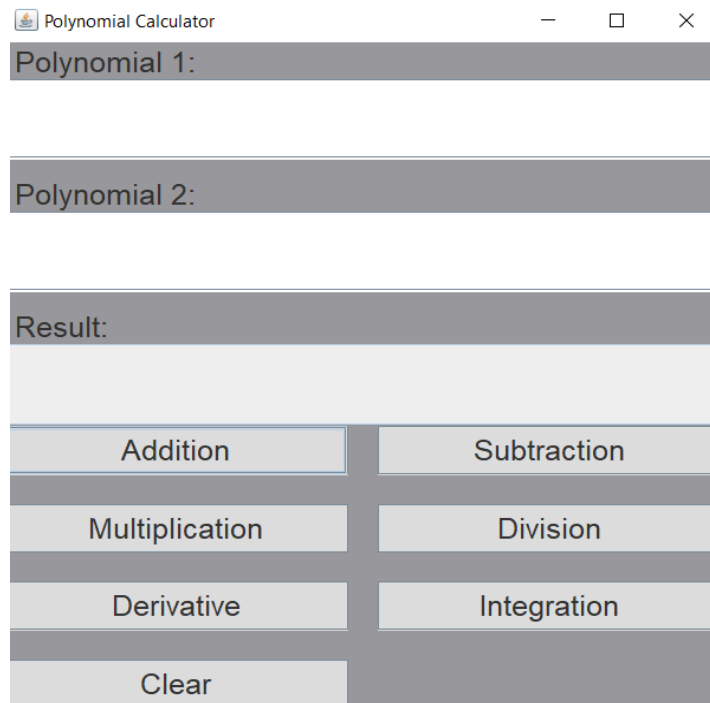 Polynomial Calculator
Polynomial 1:
Polynomial 2:
Result:
Addition Subtraction
Multiplication Division
Derivative Integration
Clear